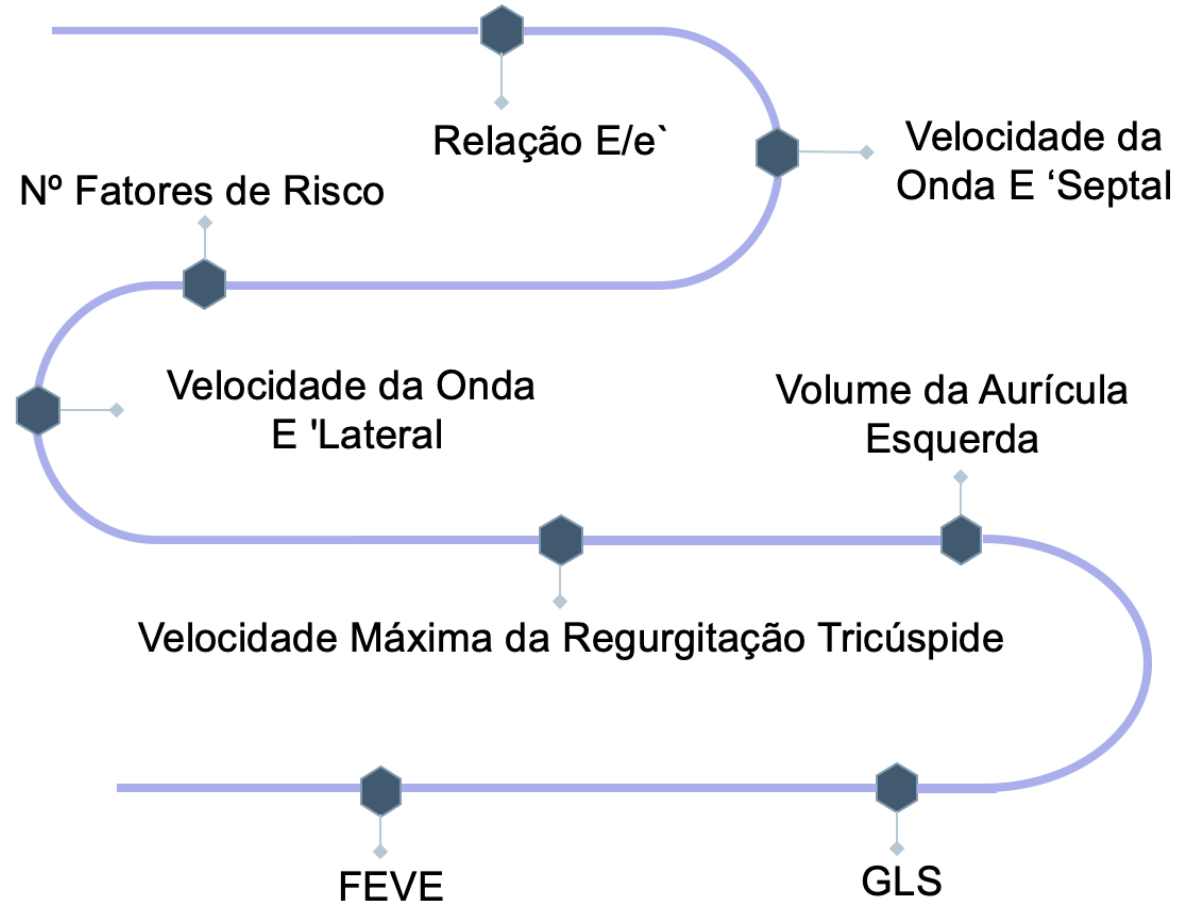 Relação E/e`
Velocidade da
Onda E ‘Septal
Nº Fatores de Risco
Velocidade da Onda
E 'Lateral
Volume da Aurícula
Esquerda
Velocidade Máxima da Regurgitação Tricúspide
FEVE
GLS